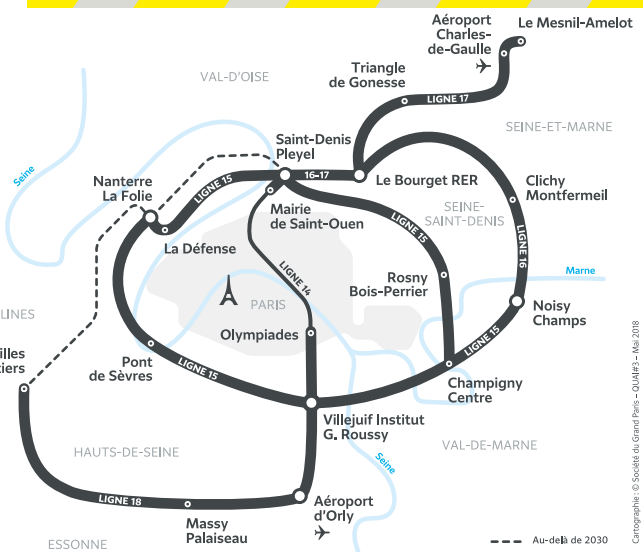 Aéroport
Charles-
de-Gaulle
Le Mesnil-Amelot
Triangle
de Gonesse
VAL-D'OISE
LIGNE 17
SEINE-ET-MARNE
Saint-Denis
Pleyel
16-17
Le Bourget RER
Seine
Nanterre
La Folie
LIGNE 15
Mairie
de Saint-Ouen
Clichy
Montfermeil
SEINE-
SAINT-DENIS
LIGNE 15
LIGNE 16
La Défense
LIGNE 14
Rosny
Bois-Perrier
Marne
PARIS
Noisy
Champs
LINES
Olympiades
illes
tiers
Pont
de Sèvres
LIGNE 15
LIGNE 15
Champigny
Centre
Villejuif Institut
G. Roussy
VAL-DE-MARNE
HAUTS-DE-SEINE
Seine
LIGNE 18
Massy
Palaiseau
Aéroport
d'Orly
ESSONNE
Au-delà de 2030
Cartographie : © Société du Grand Paris – QUAI#3 – Mai 2018